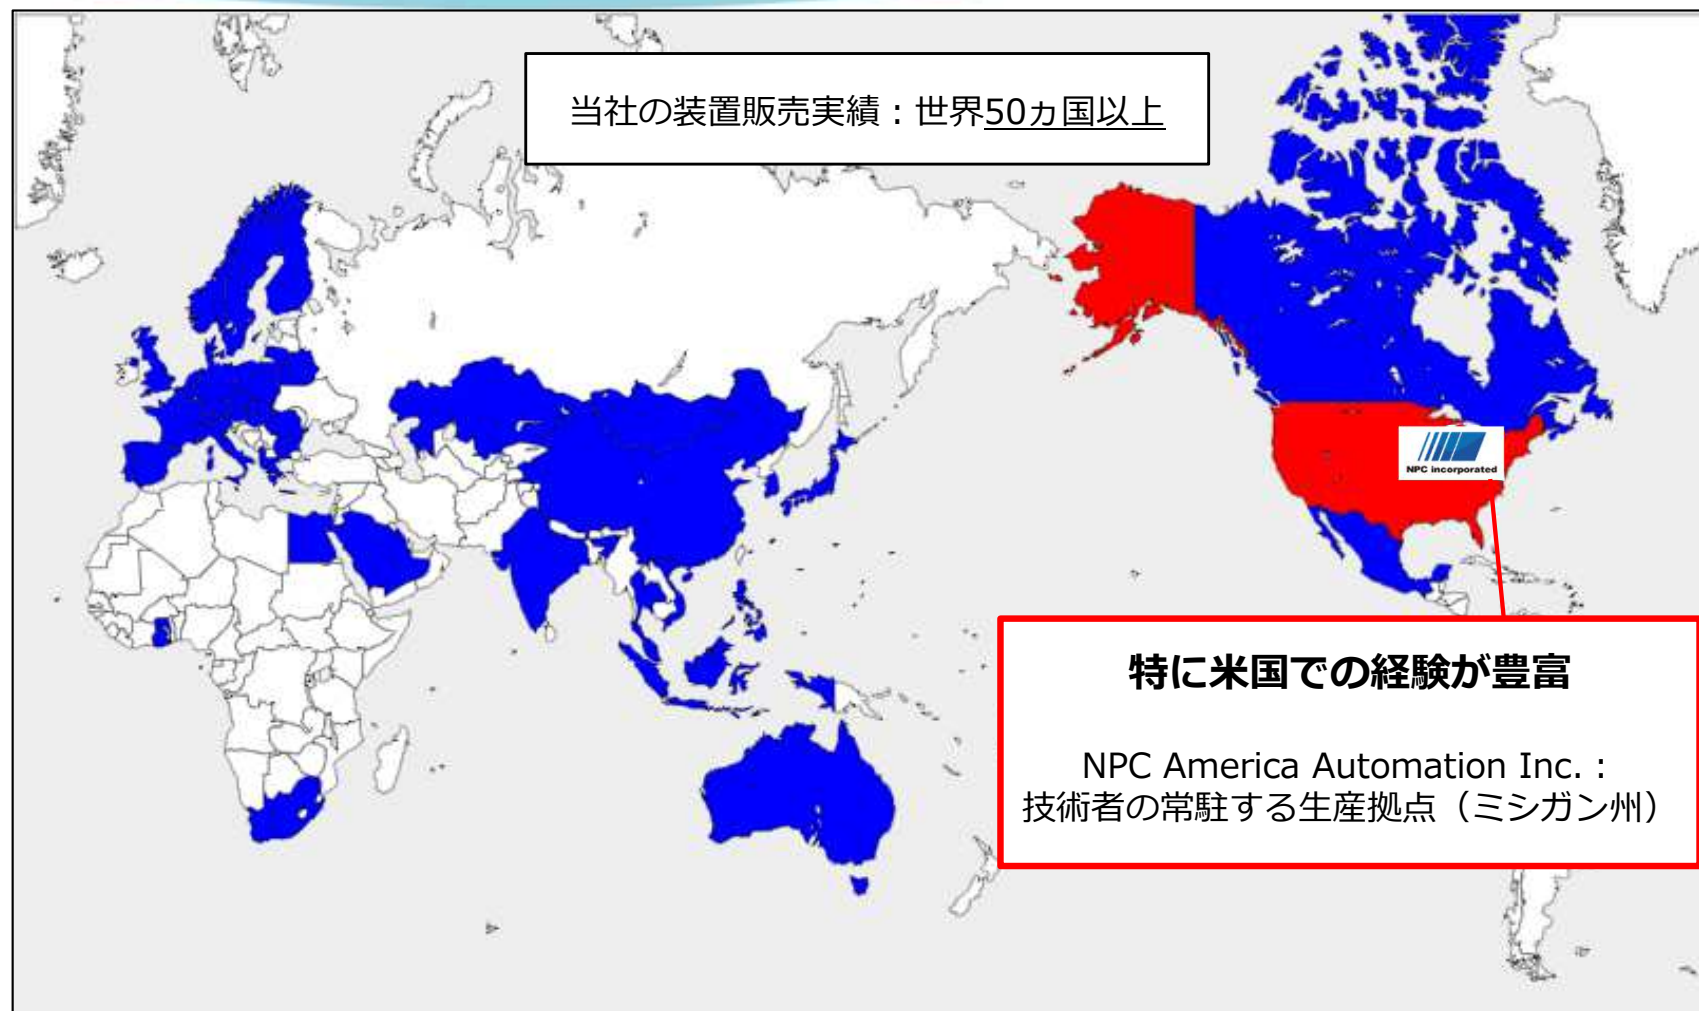 当社の装置販売実績：世界50ヵ国以上
NPC incorporated
特に米国での経験が豊富
NPC America Automation Inc.：
技術者の常駐する生産拠点（ミシガン州）